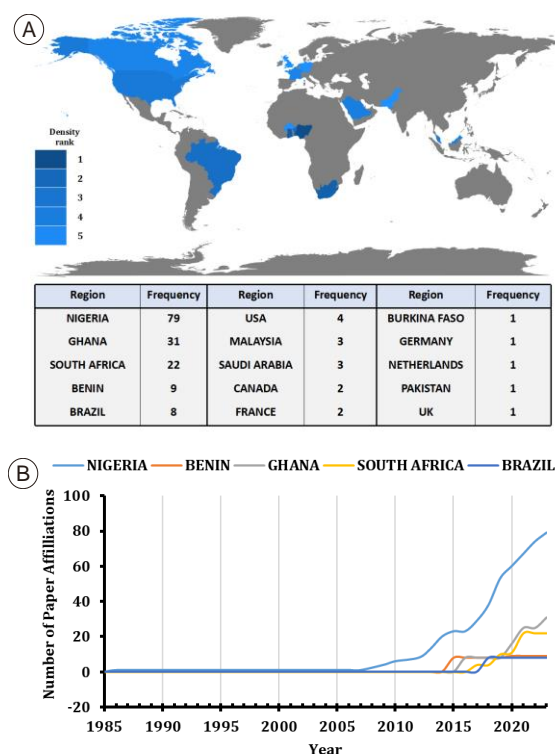 A
Density
rank
1
2
3
4
5
Region Frequency Region Frequency Region Frequency
NIGERIA 79 USA 4 BURKINA FASO 1
GHANA 31 MALAYSIA 3 GERMANY 1
SOUTH AFRICA 22 SAUDI ARABIA 3 NETHERLANDS 1
BENIN 9 CANADA 2 PAKISTAN 1
BRAZIL 8 FRANCE 2 UK 1
B
NIGERIA BENIN GHANA SOUTH AFRICA BRAZIL
Number of Paper Affilliations
100
80
60
40
20
0
-20
1985 1990 1995 2000 2005 2010 2015 2020
Year